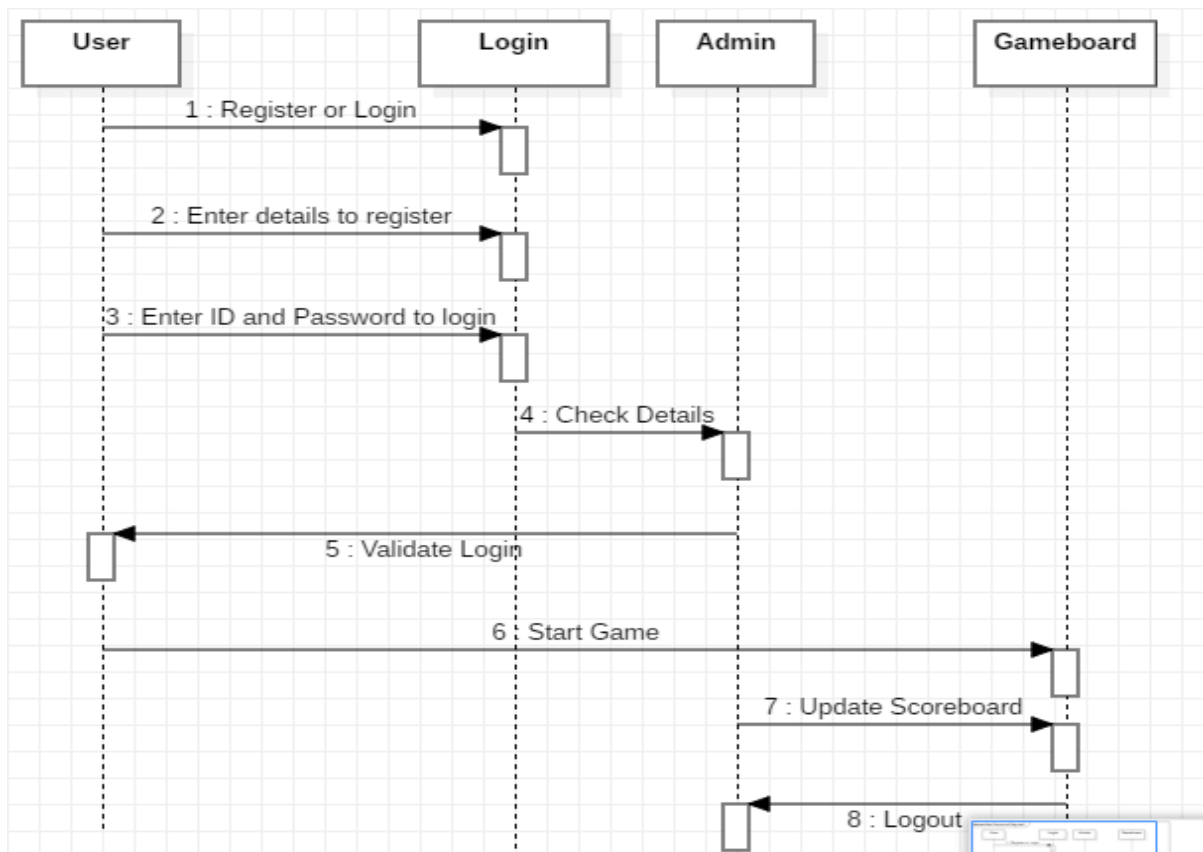 User
Login
Admin
Gameboard
1 : Register or Login
2 : Enter details to register
3 : Enter ID and Password to login
4 : Check Details
5 : Validate Login
6 : Start Game
7 : Update Scoreboard
8 : Logout